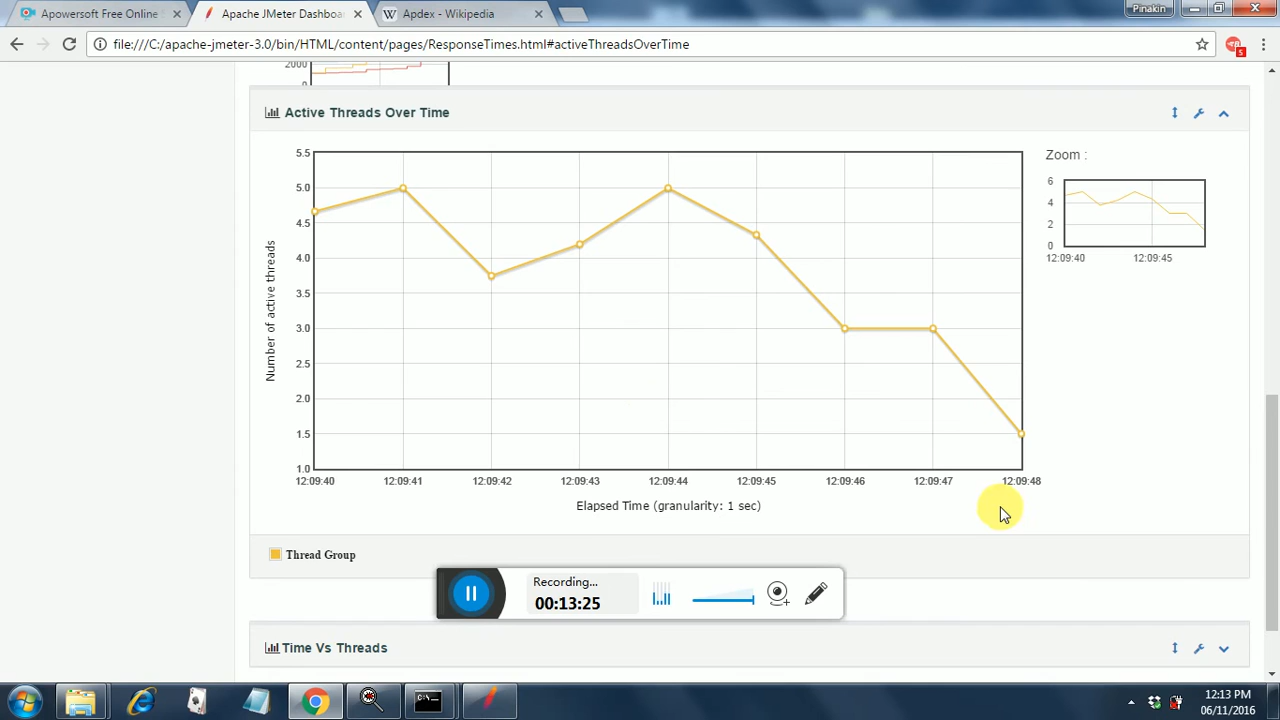 Apowersoft Free Online
Apache JMeter Dashboa
W Apdex - Wikipedia
Pinakin
file:///C:/apache-jmeter-3.0/bin/HTML/content/pages/ResponseTimes.html#activeThreadsOverTime
5
2000
0
Active Threads Over Time
Zoom :
5.5
5.0
4.5
4.0
3.5
3.0
2.5
2.0
1.5
1.0
Number of active threads
12:09:40 12:09:41 12:09:42 12:09:43 12:09:44 12:09:45 12:09:46 12:09:47 12:09:48
Elapsed Time (granularity: 1 sec)
6
4
2
0
12:09:40 12:09:45
Thread Group
Recording...
00:13:25
Time Vs Threads
12:13 PM
06/11/2016